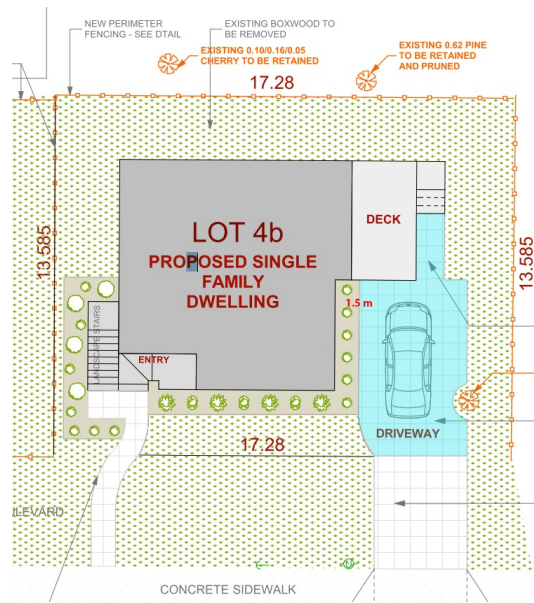 NEW PERIMETER
FENCING - SEE DTAIL
EXISTING BOXWOOD TO
BE REMOVED
EXISTING 0.10/0.16/0.05
CHERRY TO BE RETAINED
EXISTING 0.62 PINE
TO BE RETAINED
AND PRUNED
17.28
13.585
LOT 4b
PROPOSED SINGLE
FAMILY
DWELLING
DECK
13.585
1.5 m
LANDSCAPE STAIRS
ENTRY
DRIVEWAY
17.28
ILEVARD
CONCRETE SIDEWALK